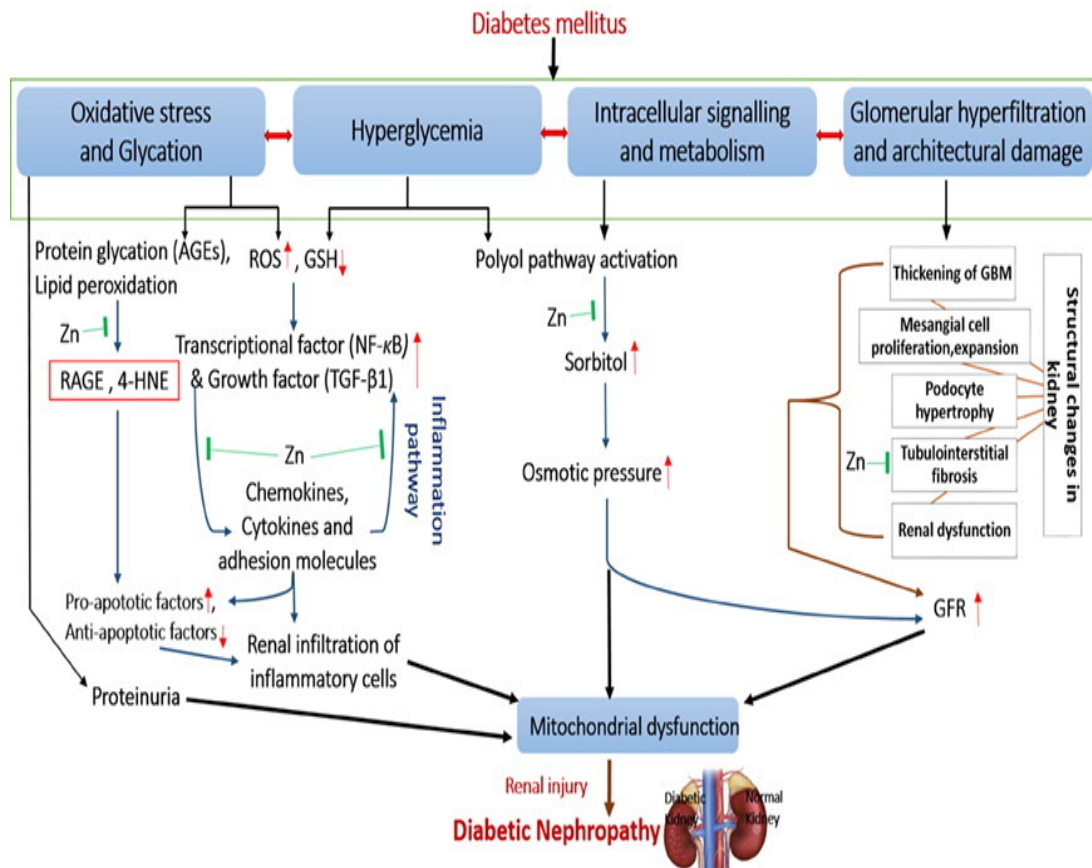 Diabetes mellitus
Oxidative stress
and Glycation
Hyperglycemia
Intracellular signalling
and metabolism
Glomerular hyperfiltration
and architectural damage
Protein glycation (AGEs),
Lipid peroxidation
ROS , GSH
Polyol pathway activation
Zn
RAGE , 4-HNE
Transcriptional factor (NF-κB)
& Growth factor (TGF-β1)
Zn
Chemokines,
Cytokines and
adhesion molecules
Inflammation
pathway
Zn
Sorbitol
Osmotic pressure
Thickening of GBM
Mesangial cell
proliferation,expansion
Podocyte
hypertrophy
Zn
Tubulointerstitial
fibrosis
Renal dysfunction
Structural changes in
kidney
Pro-apototic factors ,
Anti-apoptotic factors
Renal infiltration of
inflammatory cells
GFR
Proteinuria
Mitochondrial dysfunction
Renal injury
Diabetic Nephropathy
Diabetic
Kidney
Normal
Kidney